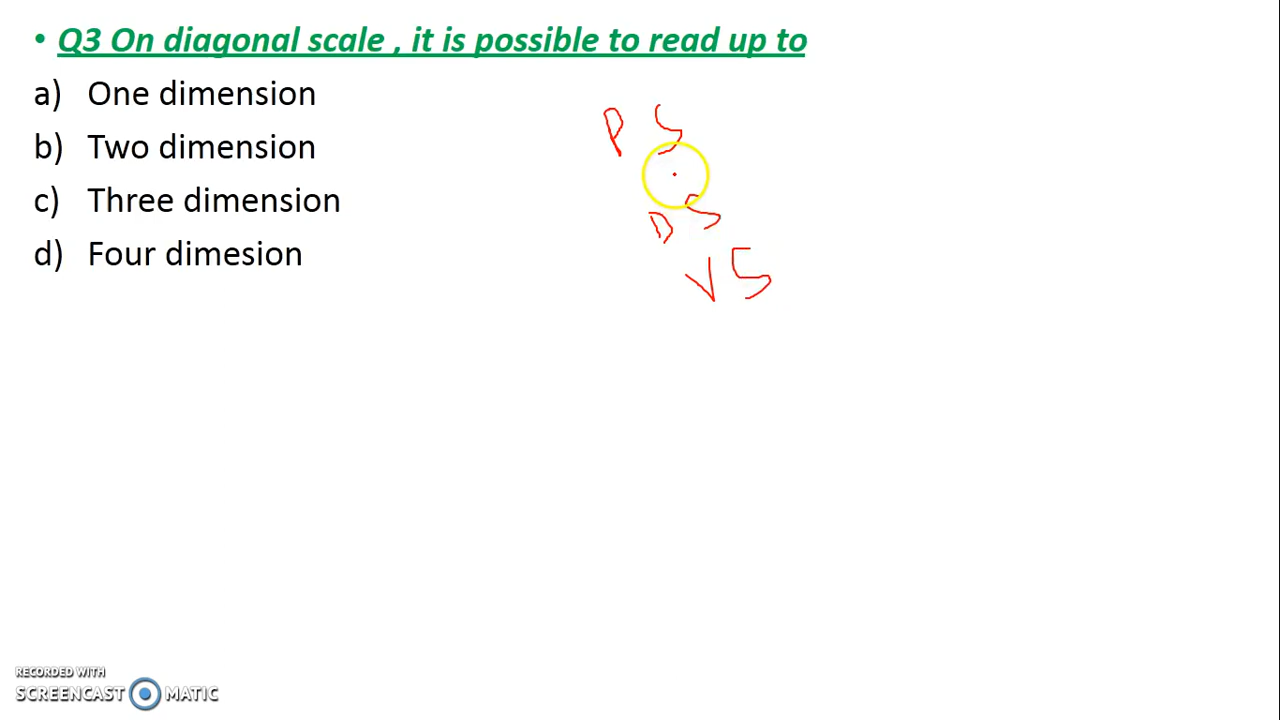 • Q3 On diagonal scale , it is possible to read up to
a) One dimension
b) Two dimension
c) Three dimension
d) Four dimesion
P S
D S
V S
RECORDED WITH
SCREENCAST MATIC